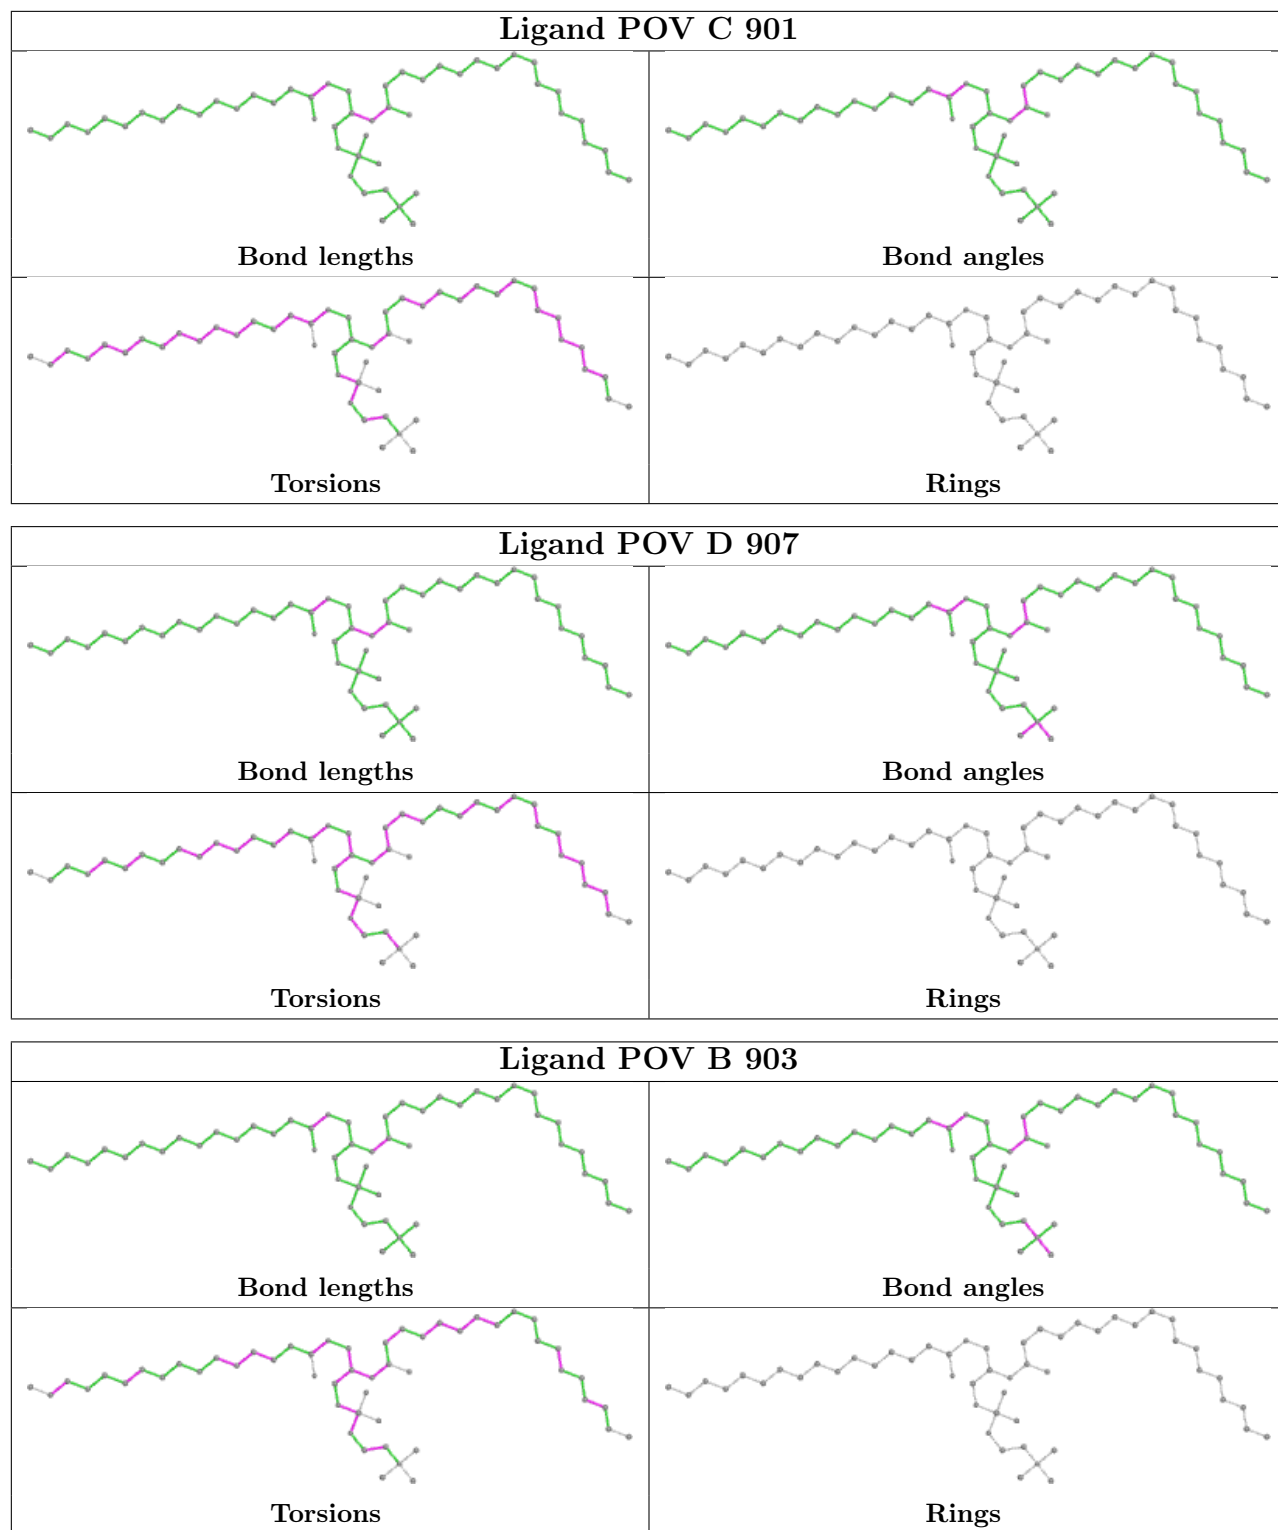 Ligand POV C 901
Bond lengths
Bond angles
Torsions
Rings
Ligand POV D 907
Bond lengths
Bond angles
Torsions
Rings
Ligand POV B 903
Bond lengths
Bond angles
Torsions
Rings